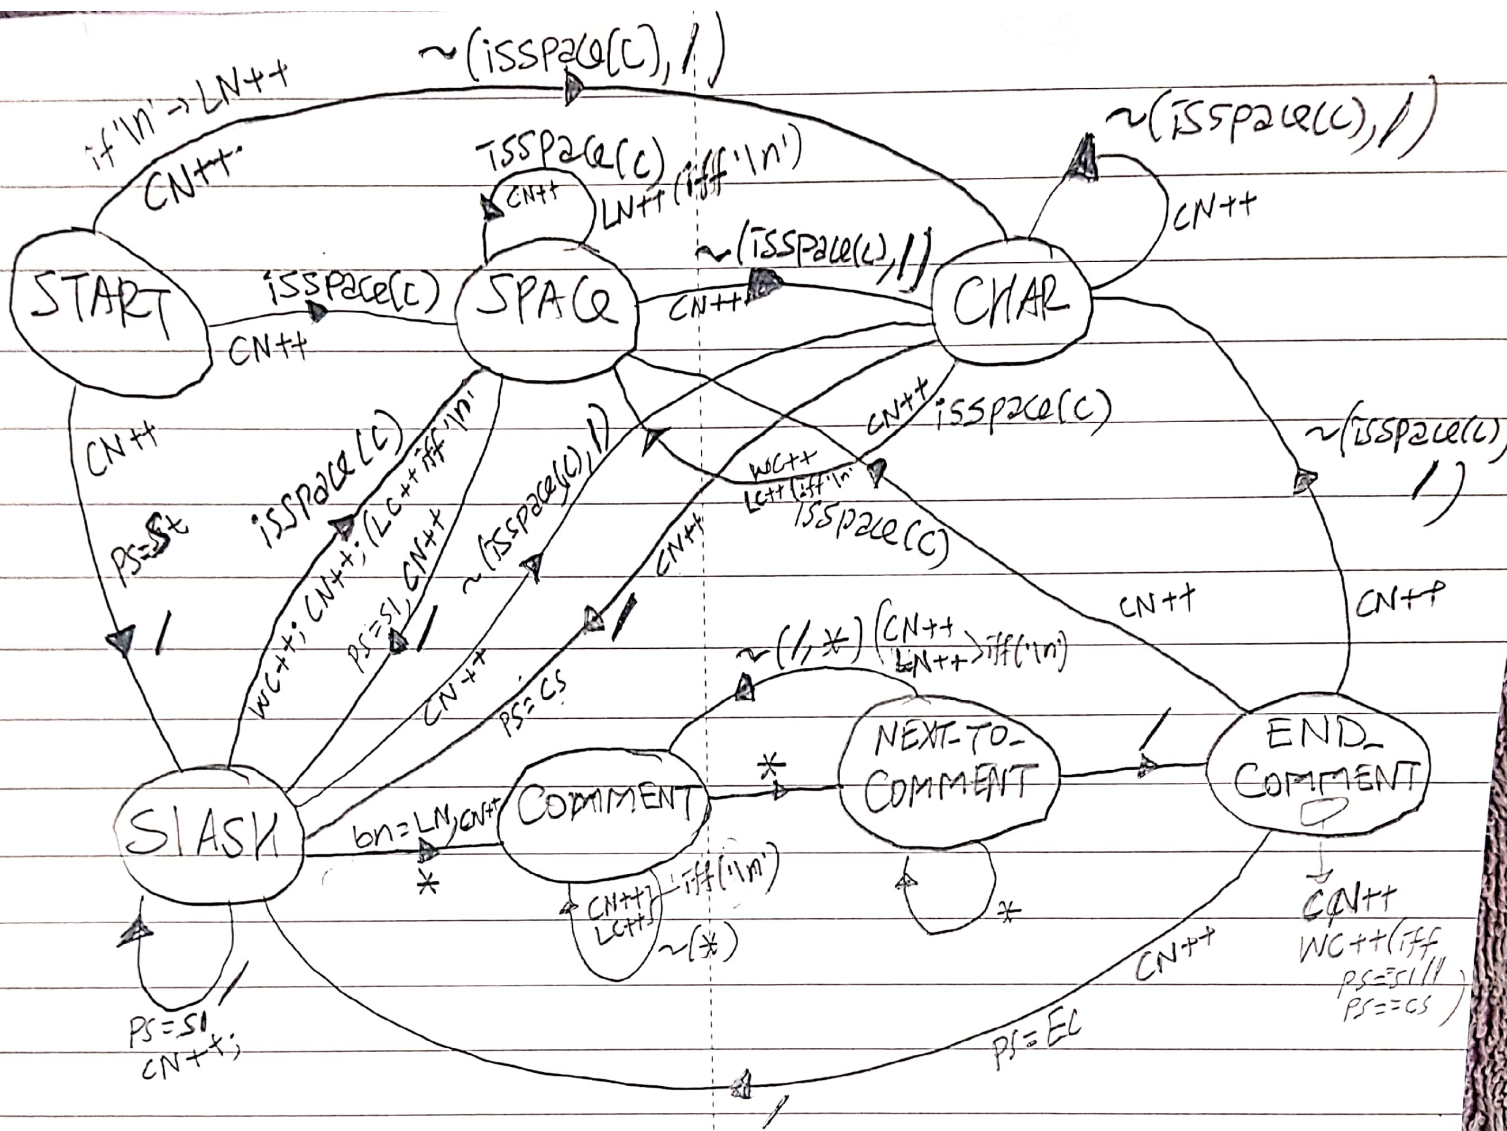 ~(isspace(c), /)
if '\n' -> LN++
CN++
~(isspace(c), /)
CN++
isspace(c)
CN++
LN++ (iff '\n')
START
isspace(c)
CN++
SPACE
~(isspace(c), /)
CN++
CHAR
CN++
PS=St
/
isspace(c)
WC++; CN++; (LC++ iff '\n'
PS=Sl, CN++
/
~(isspace(c), /)
CN++
CN++
isspace(c)
WC++
LC++ (iff '\n'
isspace(c)
CN++
CN++
/
PS=CS
~(isspace(c)
/)
CN++
~(/, *) (CN++
LN++ > iff('\n')
SlASH
bn=LN, CN++
*
COMMENT
*
NEXT-TO-
COMMENT
/
END_
COMMENT
CN++
LC++} iff('\n')
~(*)
*
CN++
WC++(iff
PS==Sl ||
PS==CS )
/
PS=Sl
CN++;
CN++
PS=EC
/